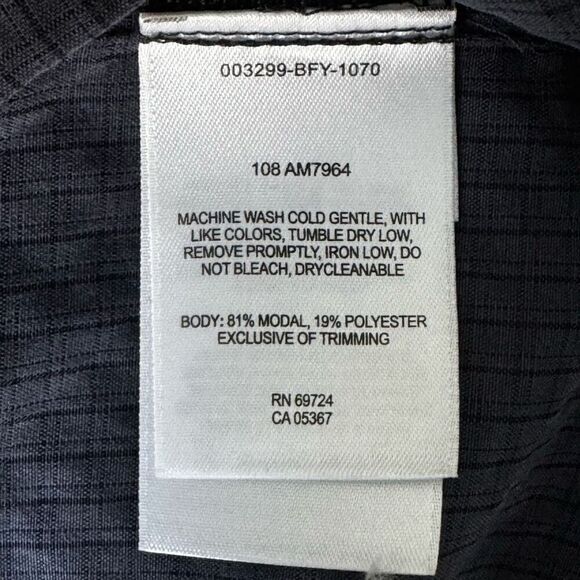 003299-BFY-1070
108 AM7964
MACHINE WASH COLD GENTLE, WITH
LIKE COLORS, TUMBLE DRY LOW,
REMOVE PROMPTLY, IRON LOW, DO
NOT BLEACH, DRYCLEANABLE
BODY: 81% MODAL, 19% POLYESTER
EXCLUSIVE OF TRIMMING
RN 69724
CA 05367